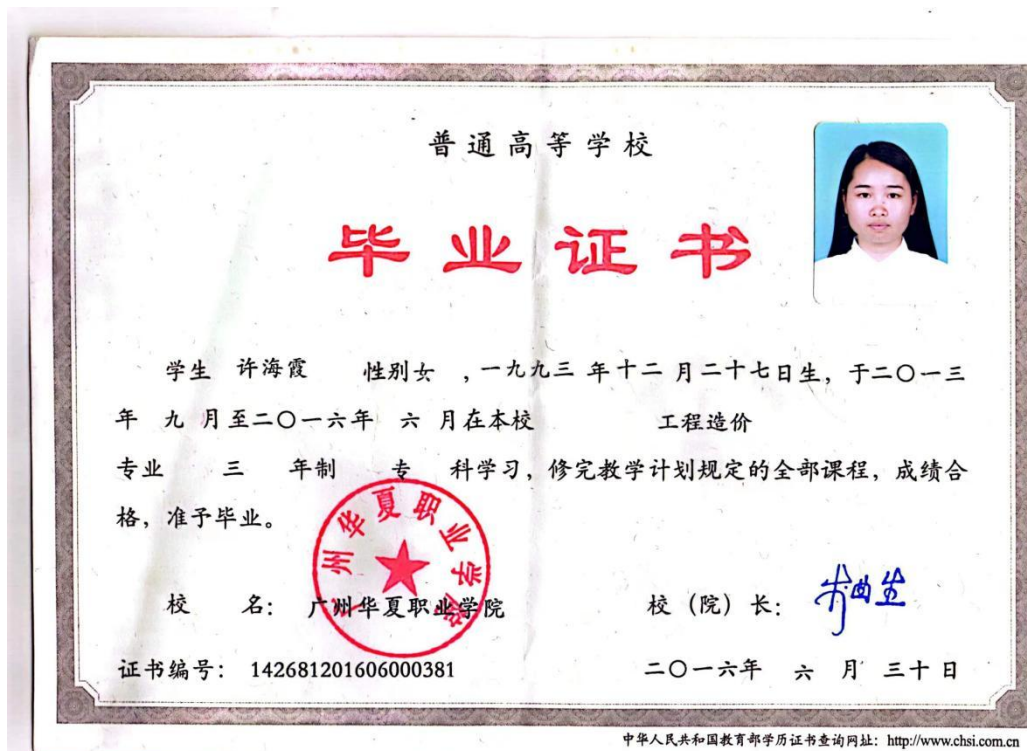 普通高等学校
毕业证书
学生 许海霞 性别女 ，一九九三 年十二 月二十七日生，于二〇一三
年 九 月至二〇一六年 六 月在本校 工程造价
专业 三 年制 专 科学习，修完教学计划规定的全部课程，成绩合
格，准予毕业。
广州华夏职业学院
校 名： 广州华夏职业学院 校（院）长：
证书编号： 142681201606000381 二〇一六年 六 月 三十日
中华人民共和国教育部学历证书查询网址：http://www.chsi.com.cn